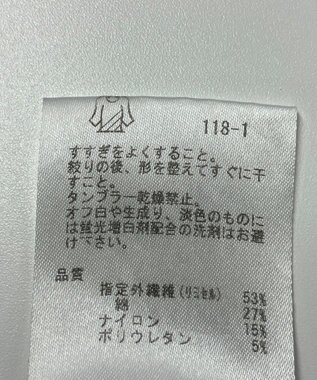 118-1
すすぎをよくすること。
絞りの後、形を整えてすぐに干
すこと。
タンブラー乾燥禁止。
オフ白や生成り、淡色のものに
は蛍光増白剤配合の洗剤はお避
け下さい。
品質
指定外繊維(リヨセル) 53%
綿 27%
ナイロン 15%
ポリウレタン 5%